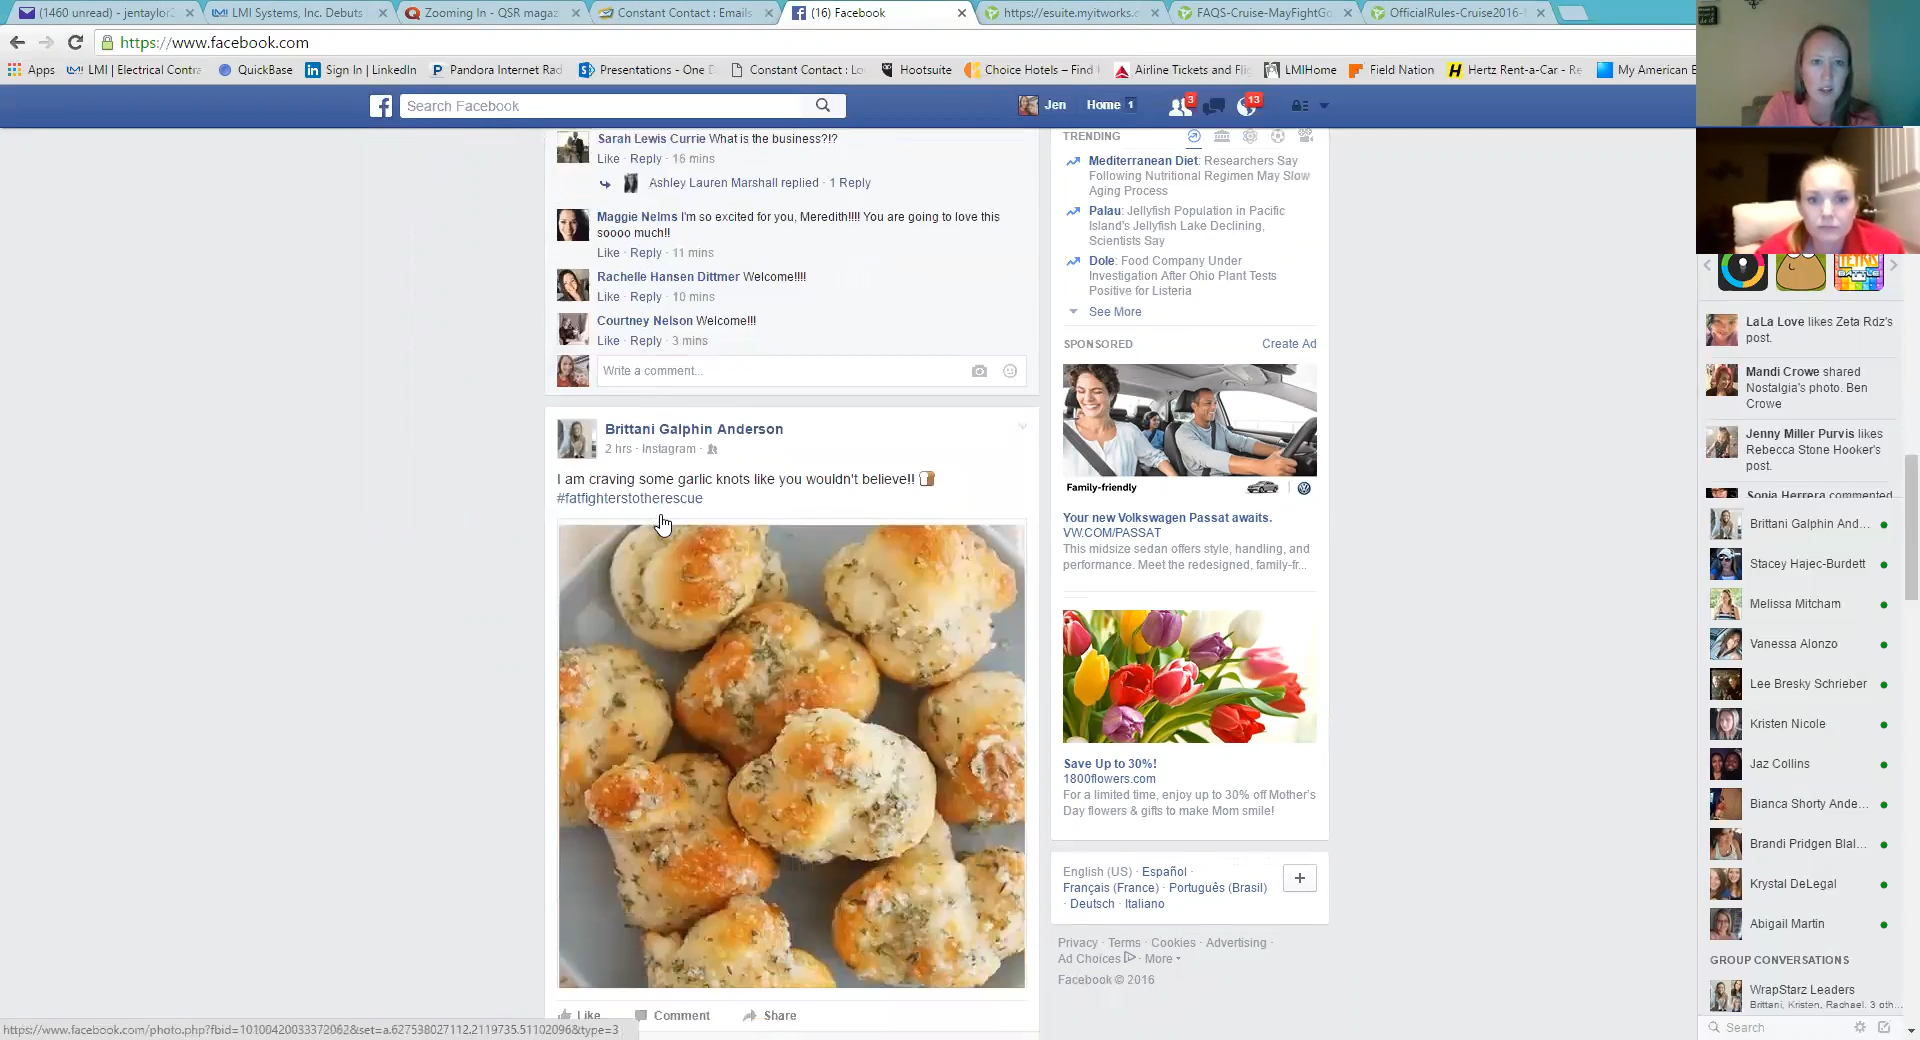 (1460 unread) - jentaylor
LMI Systems, Inc. Debuts
Zooming In - QSR magaz
Constant Contact : Emails
(16) Facebook
https://esuite.myitworks.c
FAQS-Cruise-MayFightGo
OfficialRules-Cruise2016-
https://www.facebook.com
Apps
LMI | Electrical Contra
QuickBase
Sign In | LinkedIn
Pandora Internet Rad
Presentations - One D
Constant Contact : Lo
Hootsuite
Choice Hotels – Find
Airline Tickets and Fli
LMIHome
Field Nation
Hertz Rent-a-Car - Re
My American E
Search Facebook
Jen
Home 1
3
13
Sarah Lewis Currie What is the business?!?
Like · Reply · 16 mins
Ashley Lauren Marshall replied · 1 Reply
Maggie Nelms I'm so excited for you, Meredith!!!! You are going to love this
soooo much!!
Like · Reply · 11 mins
Rachelle Hansen Dittmer Welcome!!!!
Like · Reply · 10 mins
Courtney Nelson Welcome!!!
Like · Reply · 3 mins
Write a comment...
Brittani Galphin Anderson
2 hrs · Instagram ·
I am craving some garlic knots like you wouldn't believe!!
#fatfighterstotherescue
Like
Comment
Share
https://www.facebook.com/photo.php?fbid=10100420033372062&set=a.627538027112.2119735.51102096&type=3
TRENDING
Mediterranean Diet: Researchers Say
Following Nutritional Regimen May Slow
Aging Process
Palau: Jellyfish Population in Pacific
Island's Jellyfish Lake Declining,
Scientists Say
Dole: Food Company Under
Investigation After Ohio Plant Tests
Positive for Listeria
See More
SPONSORED
Create Ad
Family-friendly
Your new Volkswagen Passat awaits.
VW.COM/PASSAT
This midsize sedan offers style, handling, and
performance. Meet the redesigned, family-fr...
Save Up to 30%!
1800flowers.com
For a limited time, enjoy up to 30% off Mother's
Day flowers & gifts to make Mom smile!
English (US) · Español ·
Français (France) · Português (Brasil)
· Deutsch · Italiano
Privacy · Terms · Cookies · Advertising ·
Ad Choices · More
Facebook © 2016
TETRIS
BATTLE
LaLa Love likes Zeta Rdz's
post.
Mandi Crowe shared
Nostalgia's photo. Ben
Crowe
Jenny Miller Purvis likes
Rebecca Stone Hooker's
post.
Sonia Herrera commented
Brittani Galphin And...
Stacey Hajec-Burdett
Melissa Mitcham
Vanessa Alonzo
Lee Bresky Schrieber
Kristen Nicole
Jaz Collins
Bianca Shorty Ande...
Brandi Pridgen Blal...
Krystal DeLegal
Abigail Martin
GROUP CONVERSATIONS
WrapStarz Leaders
Brittani, Kristen, Rachael, 3 oth...
Search